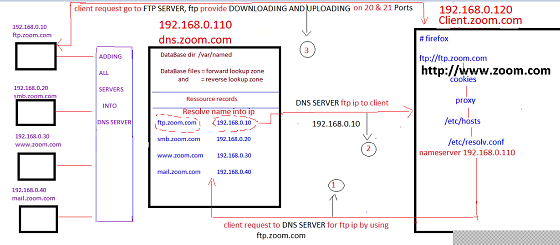 client request go to FTP SERVER, ftp provide DOWNLOADING AND UPLOADING on 20 & 21 Ports
192.168.0.10
ftp.zoom.com
192.168.0.20
smb.zoom.com
192.168.0.30
www.zoom.com
192.168.0.40
mail.zoom.com
ADDING
ALL
SERVERS
INTO
DNS SERVER
192.168.0.110
dns.zoom.com
DataBase dir /var/named
DataBase files = forward lookup zone
and = reverse lookup zone
Ressource records
Resolve name into ip
ftp.zoom.com 192.168.0.10
smb.zoom.com 192.168.0.20
www.zoom.com 192.168.0.30
mail.zoom.com 192.168.0.40
3
DNS SERVER ftp ip to client
192.168.0.10
2
1
client request to DNS SERVER for ftp ip by using
ftp.zoom.com
192.168.0.120
Client.zoom.com
# firefox
ftp://ftp.zoom.com
http://www.zoom.com
cookies
proxy
/etc/hosts
/etc/resolv.conf
nameserver 192.168.0.110